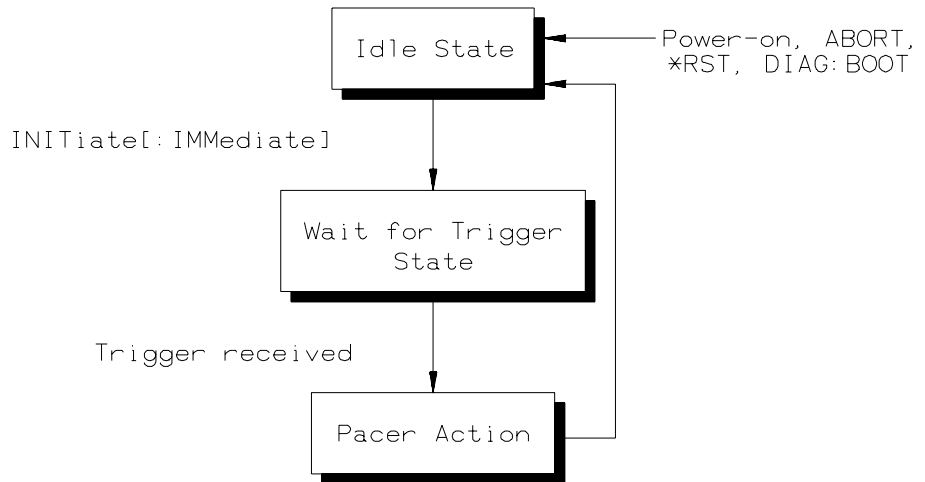 Idle State
Power-on, ABORT,
*RST, DIAG:BOOT
INITiate[:IMMediate]
Wait for Trigger
State
Trigger received
Pacer Action